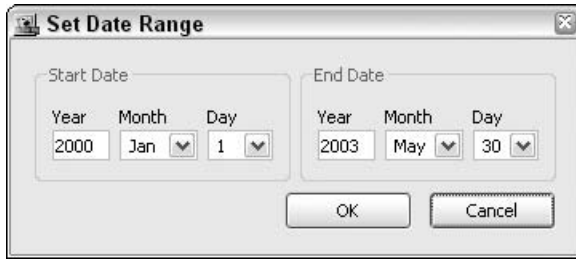 Set Date Range
Start Date
Year Month Day
2000 Jan 1
End Date
Year Month Day
2003 May 30
OK Cancel